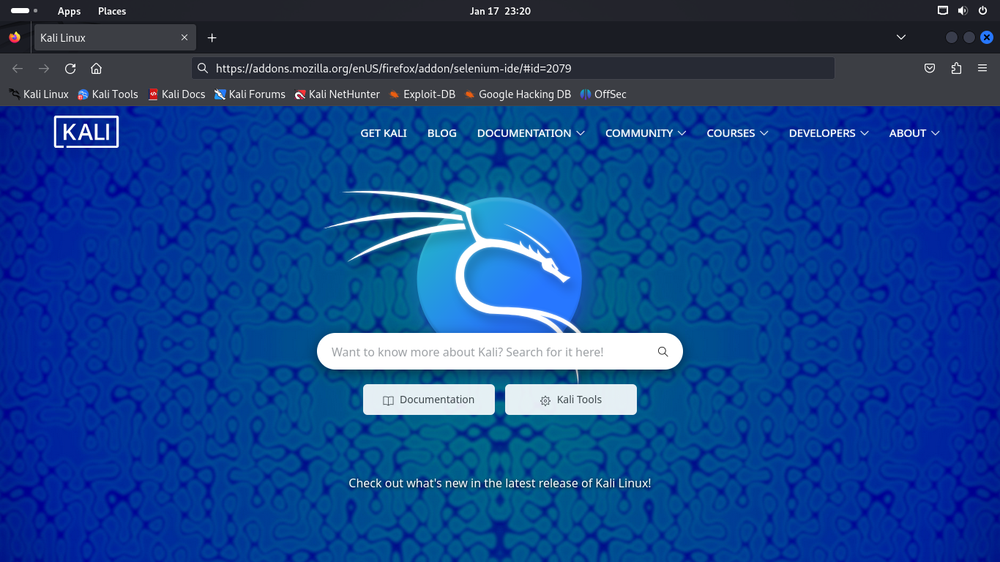 Apps Places Jan 17 23:20
Kali Linux
https://addons.mozilla.org/enUS/firefox/addon/selenium-ide/#id=2079
Kali Linux Kali Tools Kali Docs Kali Forums Kali NetHunter Exploit-DB Google Hacking DB OffSec
KALI GET KALI BLOG DOCUMENTATION COMMUNITY COURSES DEVELOPERS ABOUT
Want to know more about Kali? Search for it here!
Documentation Kali Tools
Check out what's new in the latest release of Kali Linux!